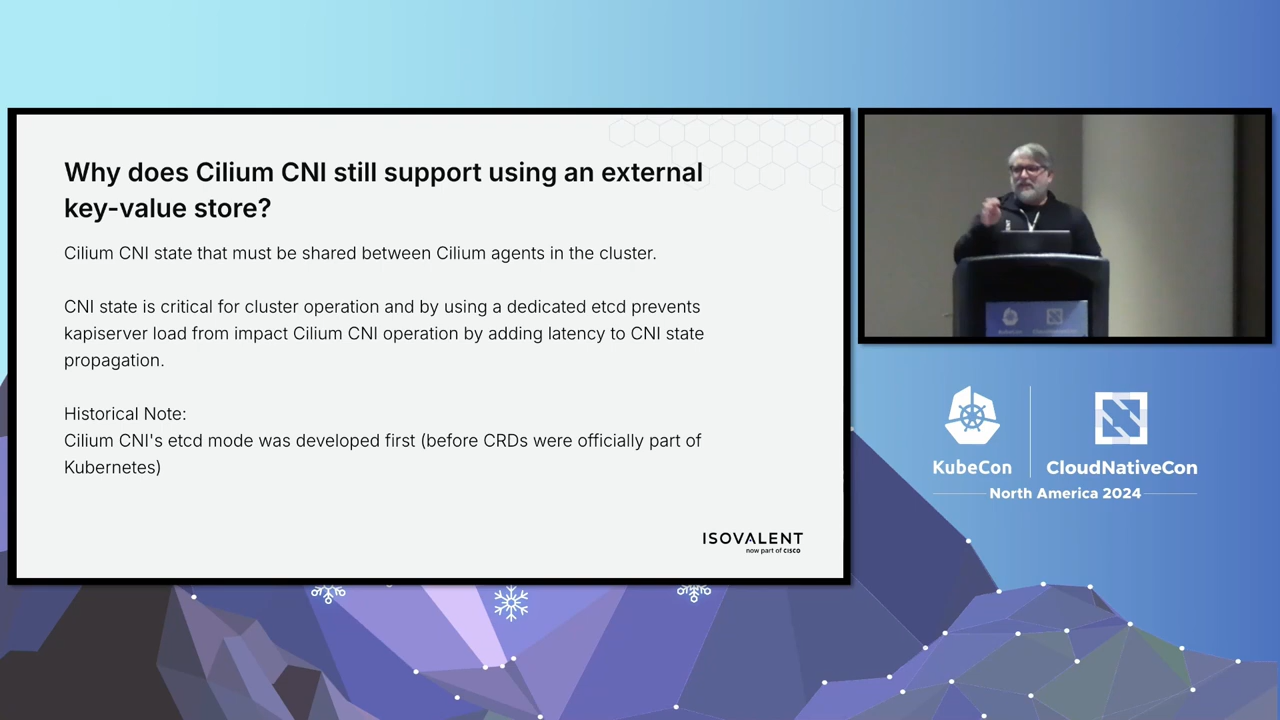 Why does Cilium CNI still support using an external
key-value store?
Cilium CNI state that must be shared between Cilium agents in the cluster.
CNI state is critical for cluster operation and by using a dedicated etcd prevents
kapiserver load from impact Cilium CNI operation by adding latency to CNI state
propagation.
Historical Note:
Cilium CNI's etcd mode was developed first (before CRDs were officially part of
Kubernetes)
ISOVALENT
now part of CISCO
KubeCon
CloudNativeCon
North America 2024